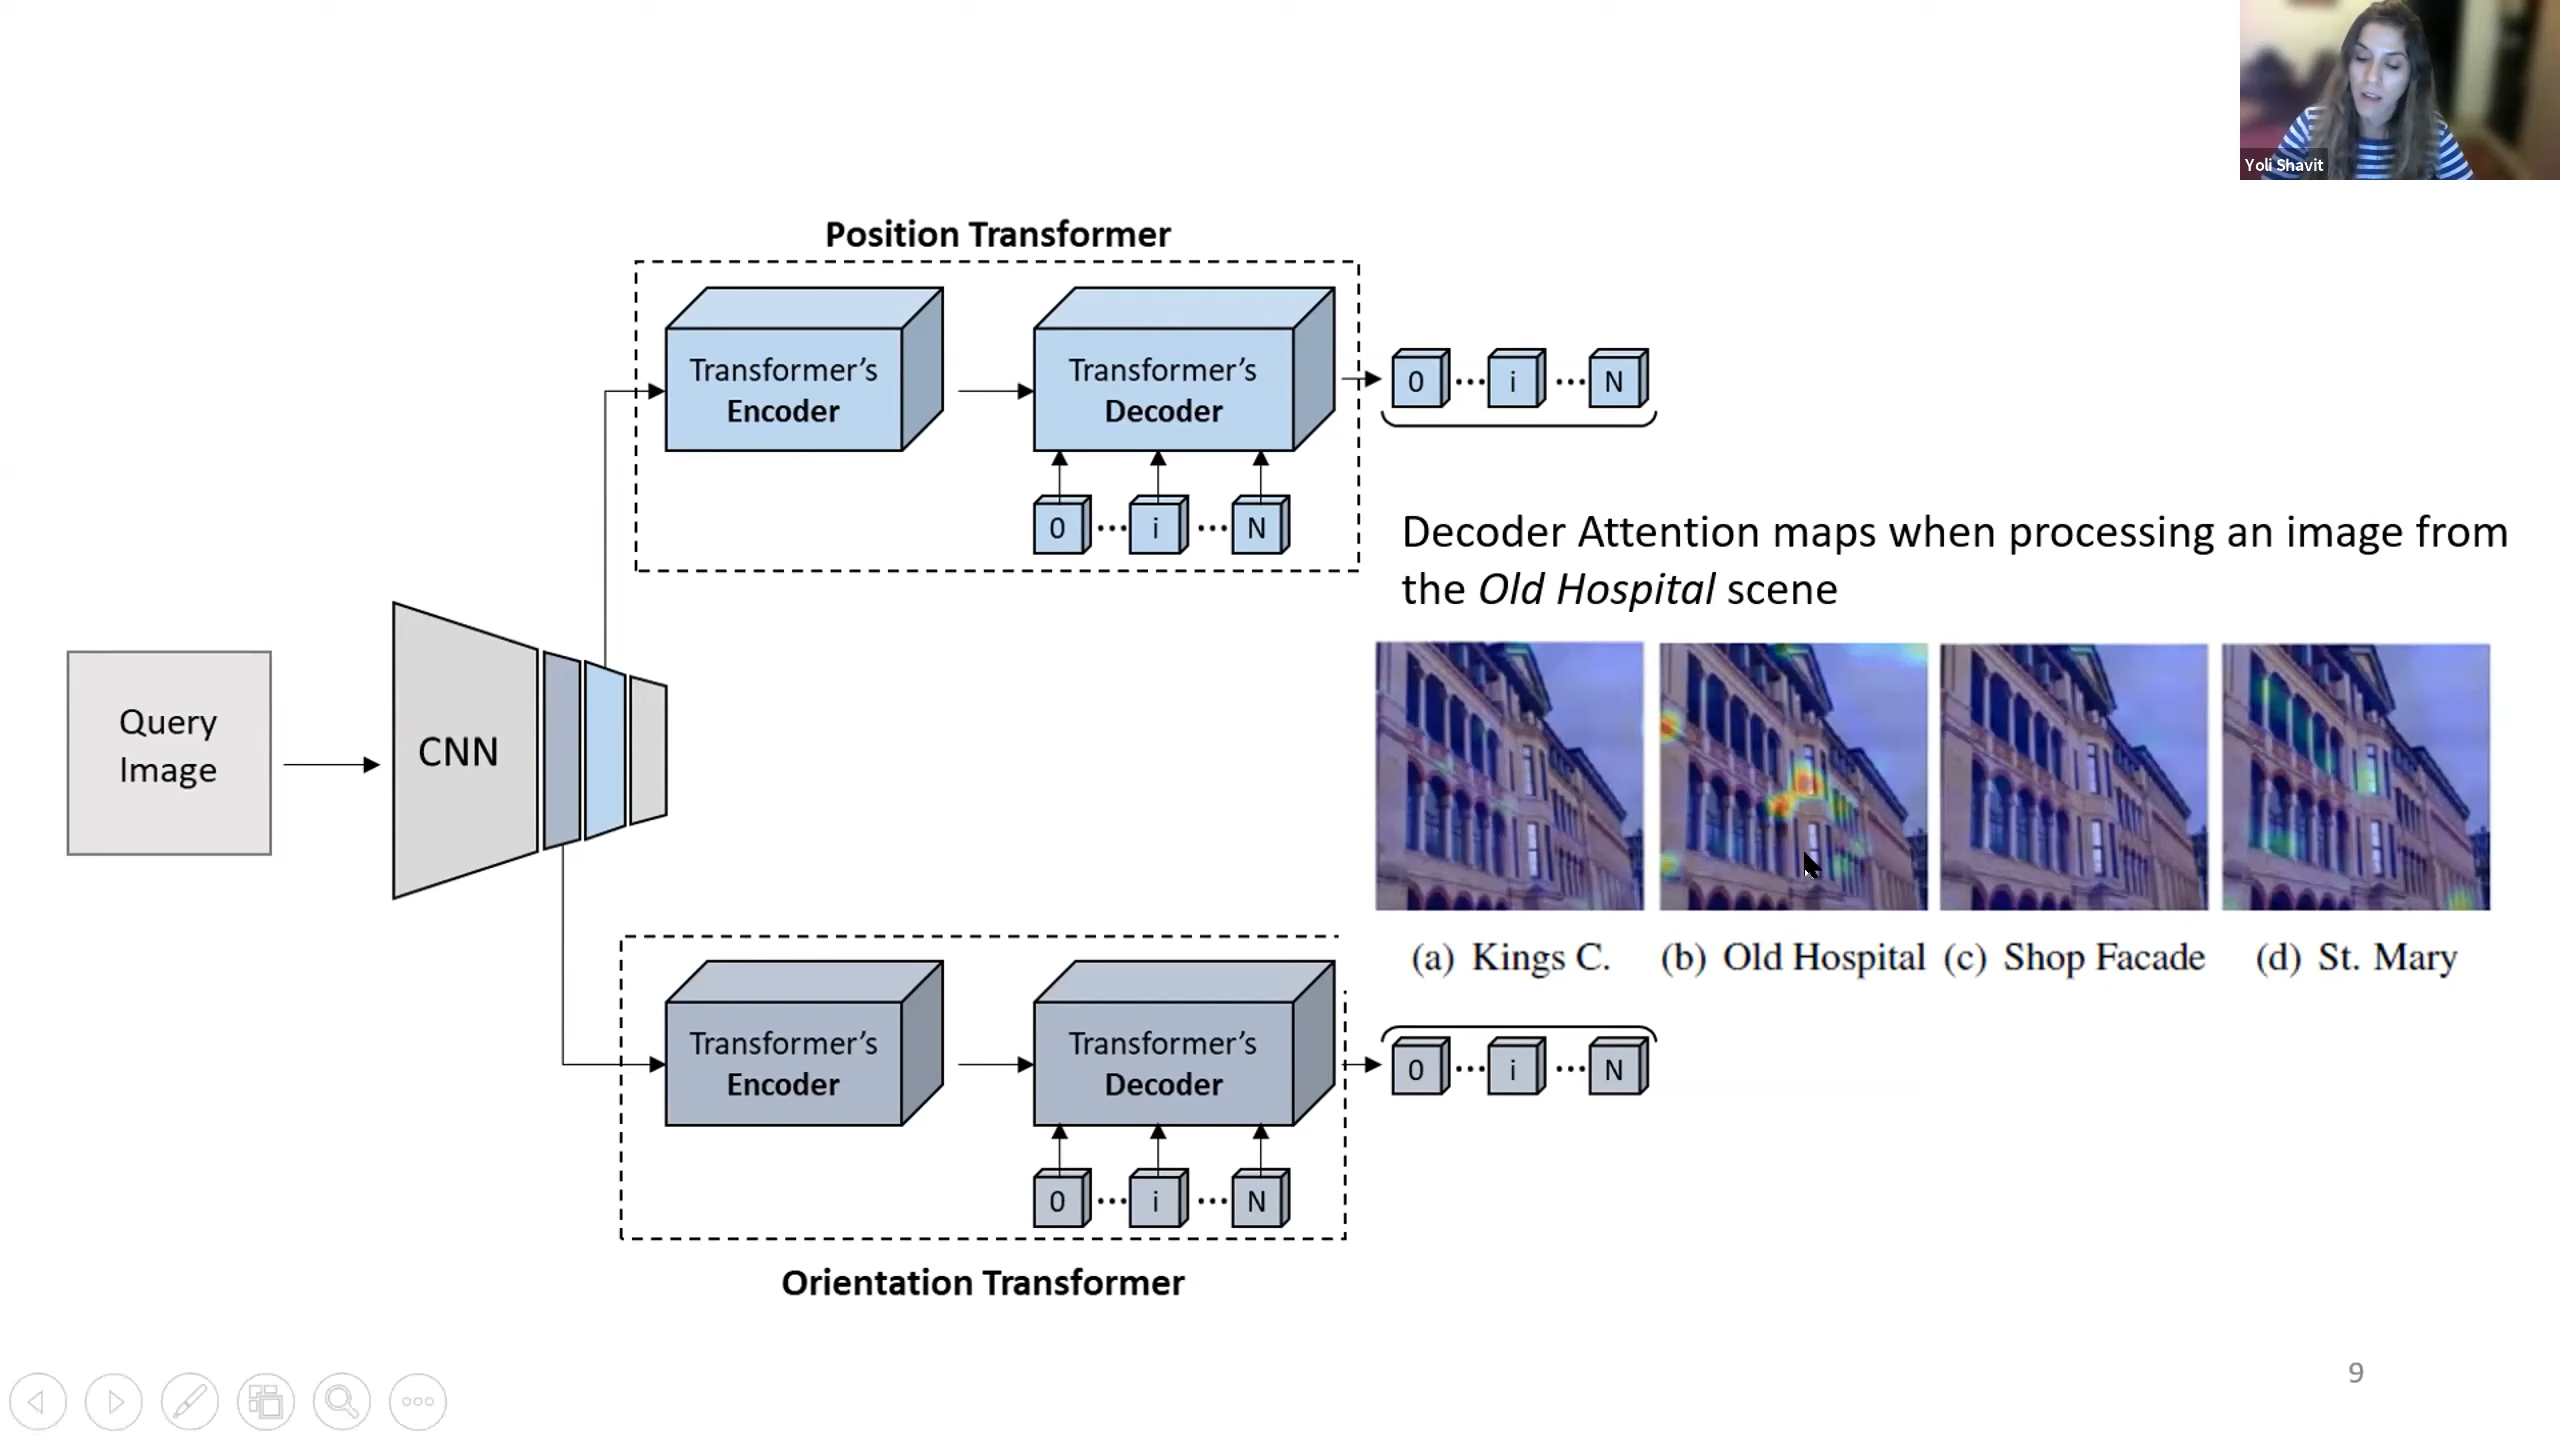 Yoli Shavit
Position Transformer
Transformer’s
Encoder
Transformer’s
Decoder
0 ... i ... N
0 ... i ... N
Decoder Attention maps when processing an image from
the Old Hospital scene
Query
Image
CNN
(a) Kings C. (b) Old Hospital (c) Shop Facade (d) St. Mary
Transformer’s
Encoder
Transformer’s
Decoder
0 ... i ... N
0 ... i ... N
Orientation Transformer
9